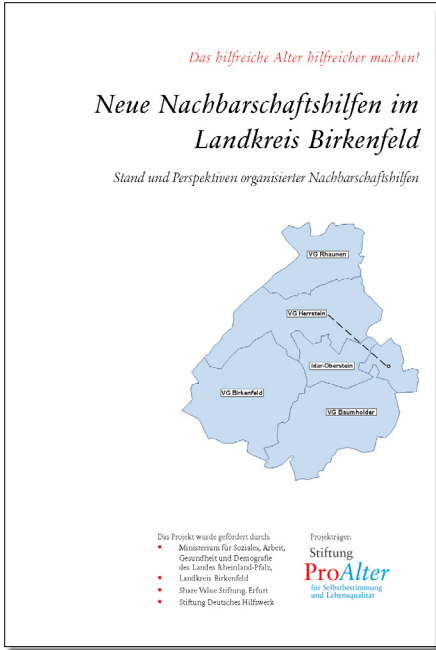 Das hilfreiche Alter hilfreicher machen!
Neue Nachbarschaftshilfen im
Landkreis Birkenfeld
Stand und Perspektiven organisierter Nachbarschaftshilfen
VG Rhaunen
VG Herrstein
Idar-Oberstein
VG Birkenfeld
VG Baumholder
Das Projekt wurde gefördert durch:
• Ministerium für Soziales, Arbeit,
Gesundheit und Demografie
des Landes Rheinland-Pfalz,
• Landkreis Birkenfeld
• Share Value Stiftung, Erfurt
• Stiftung Deutsches Hilfswerk
Projektträger:
Stiftung
ProAlter
für Selbstbestimmung
und Lebensqualität